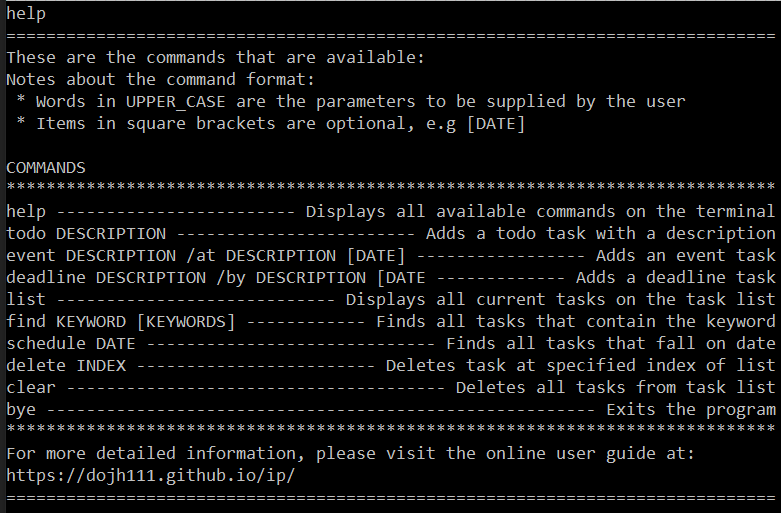 help
=============================================================================
These are the commands that are available:
Notes about the command format:
 * Words in UPPER_CASE are the parameters to be supplied by the user
 * Items in square brackets are optional, e.g [DATE]

COMMANDS
*****************************************************************************
help ------------------------ Displays all available commands on the terminal
todo DESCRIPTION ------------------------ Adds a todo task with a description
event DESCRIPTION /at DESCRIPTION [DATE] ----------------- Adds an event task
deadline DESCRIPTION /by DESCRIPTION [DATE ------------- Adds a deadline task
list ---------------------------- Displays all current tasks on the task list
find KEYWORD [KEYWORDS] ------------ Finds all tasks that contain the keyword
schedule DATE ----------------------------- Finds all tasks that fall on date
delete INDEX ------------------------ Deletes task at specified index of list
clear -------------------------------------- Deletes all tasks from task list
bye ------------------------------------------------------- Exits the program
*****************************************************************************
For more detailed information, please visit the online user guide at:
https://dojh111.github.io/ip/
=============================================================================